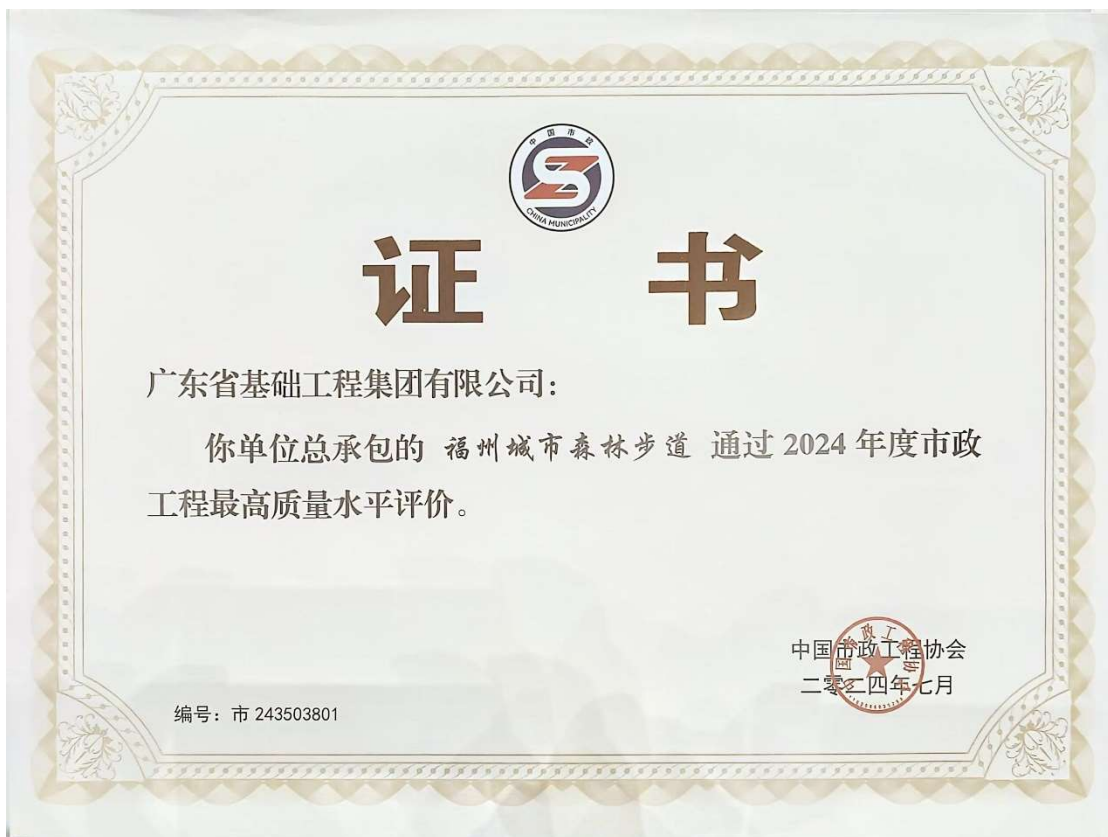 中国市政
CHINA MUNICIPALITY
证 书
广东省基础工程集团有限公司：
你单位总承包的 福州城市森林步道 通过 2024 年度市政
工程最高质量水平评价。
中国市政工程协会
二零二四年七月
编号：市 243503801